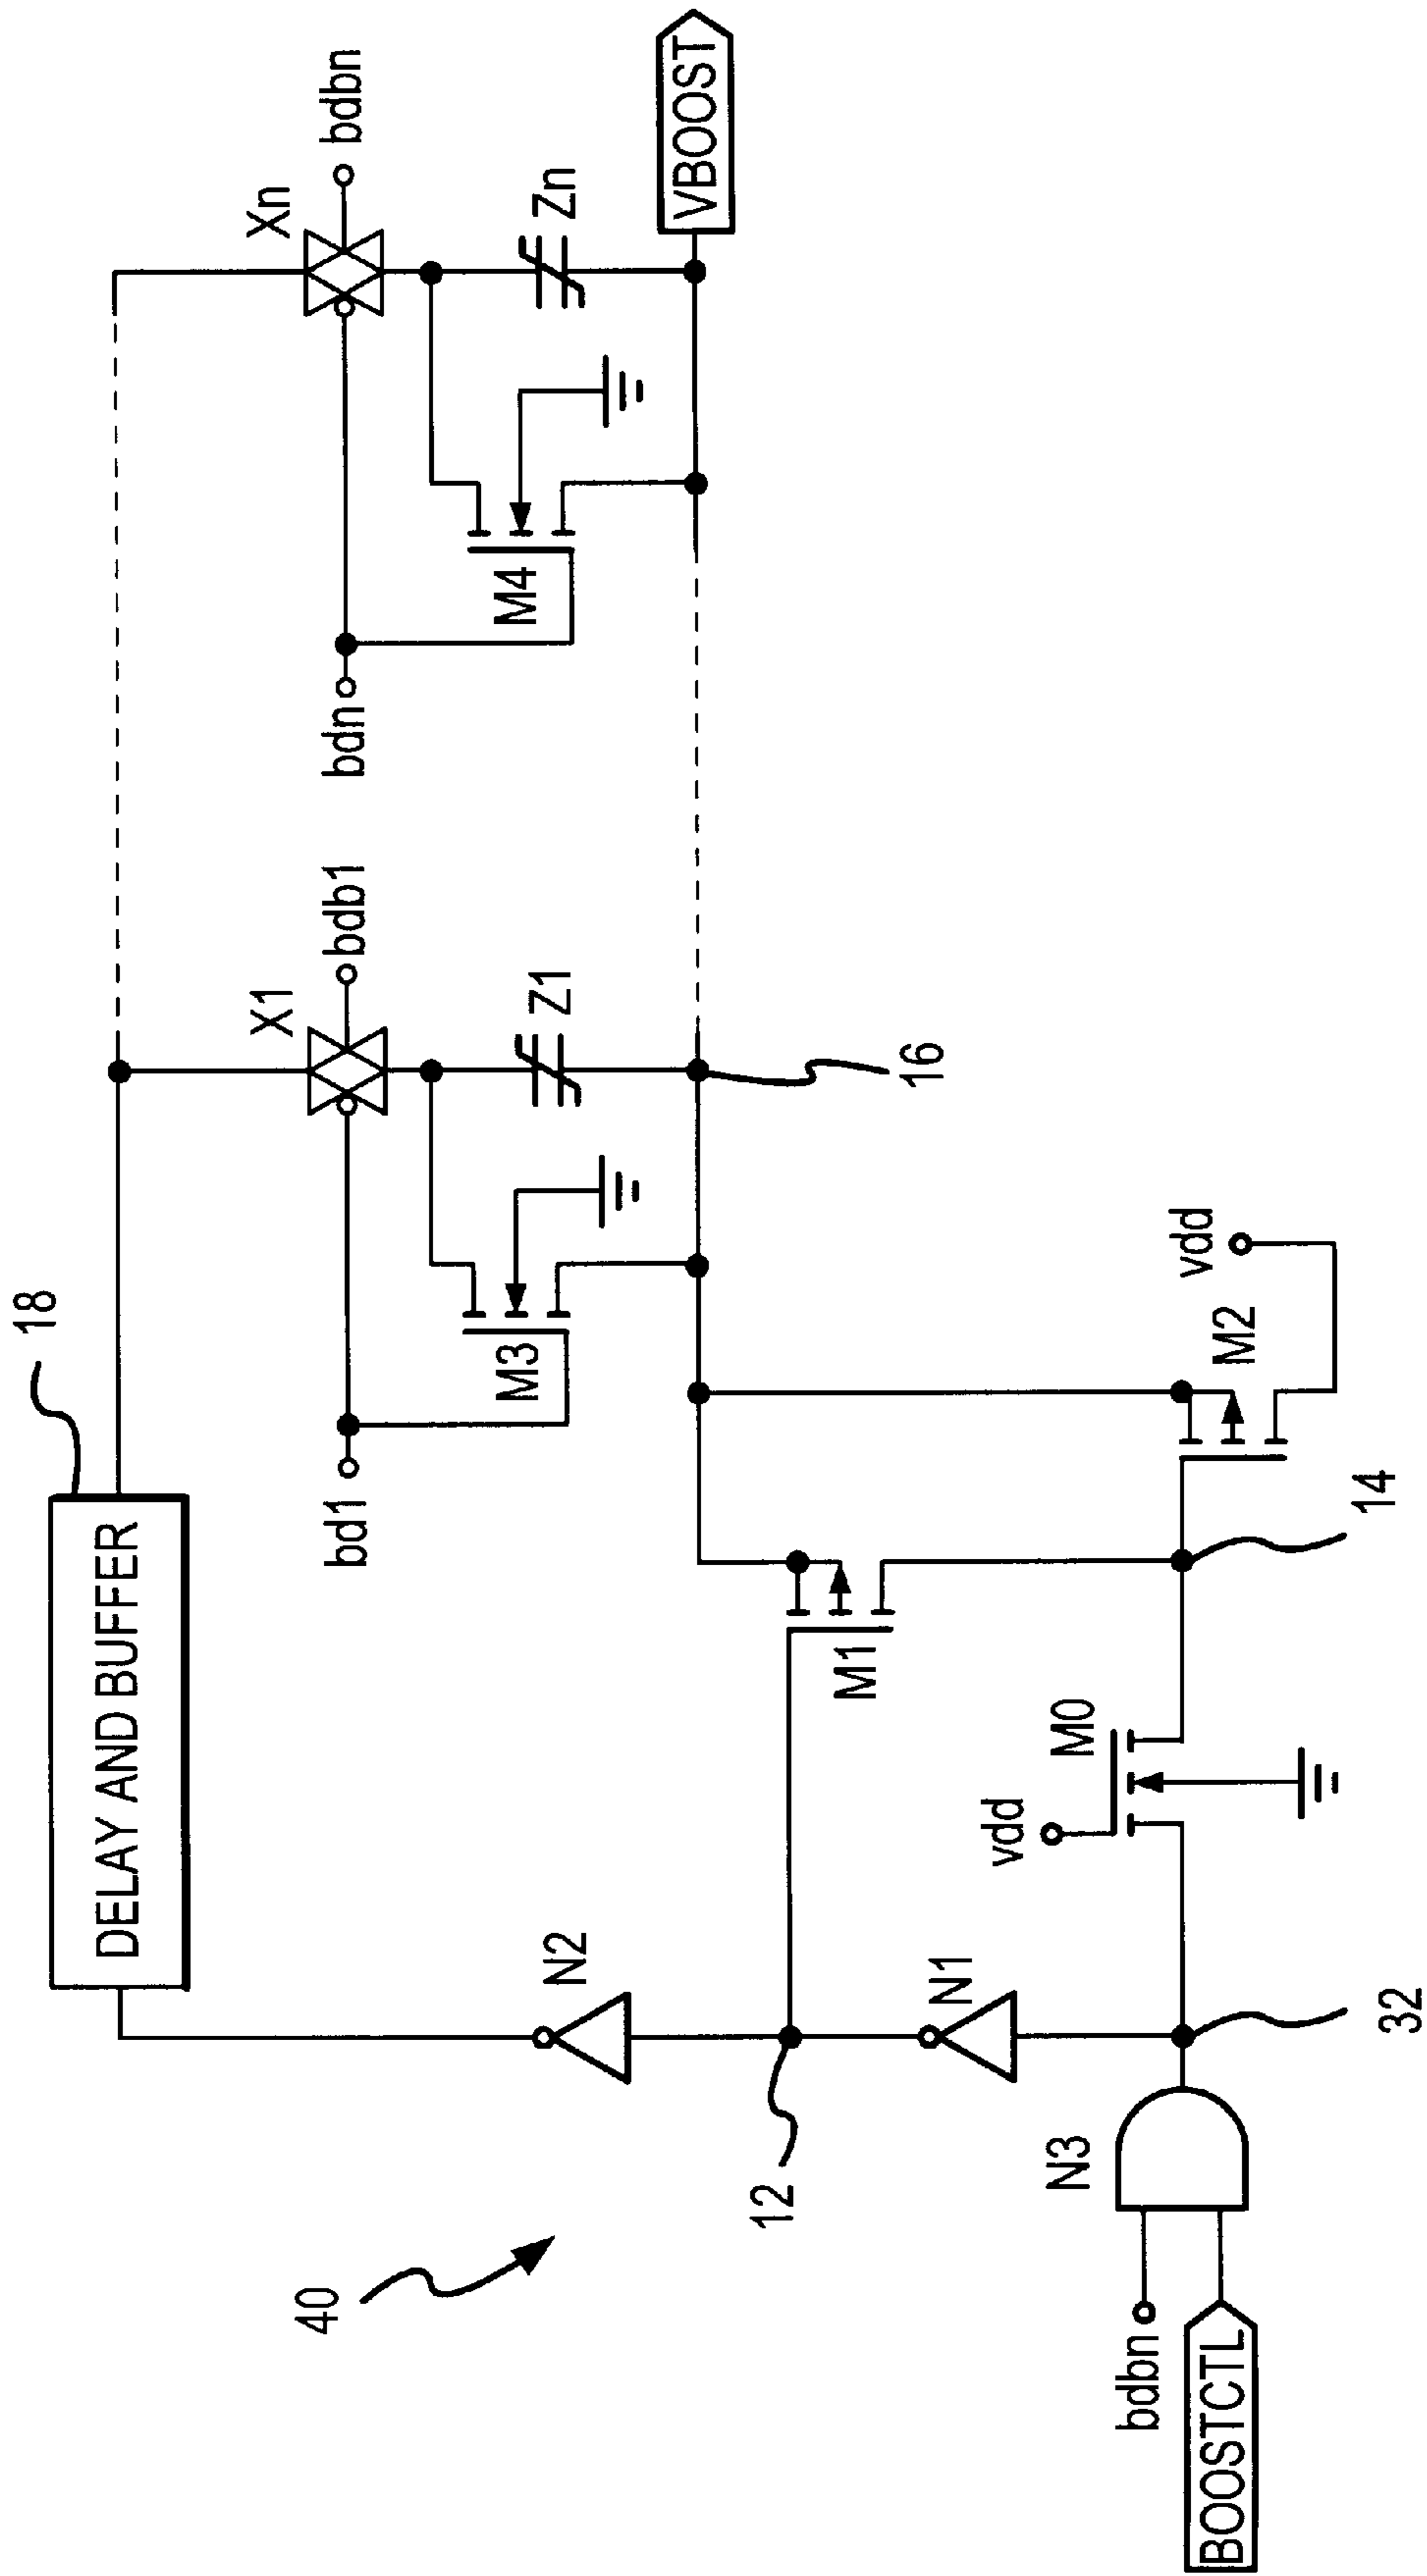 40
BOOSTCTL
bdbn
N3
32
N1
12
N2
DELAY AND BUFFER
18
vdd
M0
14
M1
M2
vdd
16
bd1
M3
X1
bdb1
Z1
bdn
M4
Xn
bdbn
Zn
VBOOST